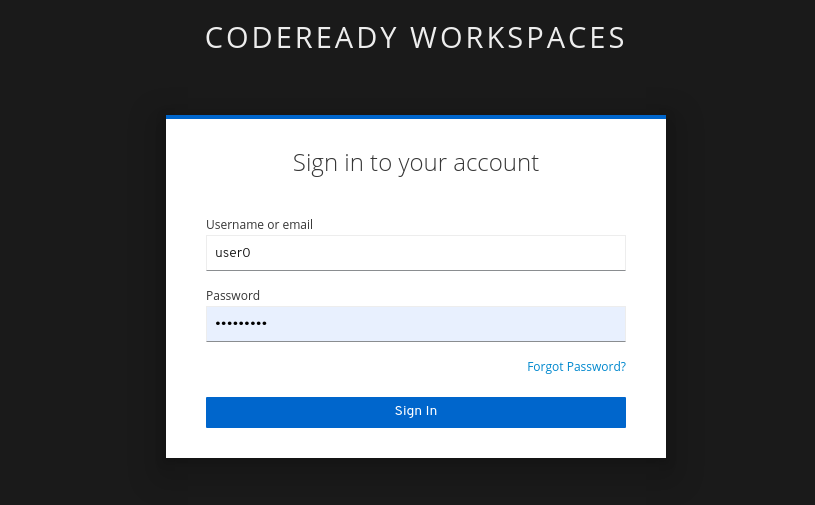 CODEREADY WORKSPACES
Sign in to your account
Username or email
user0
Password
•••••••••
Forgot Password?
Sign In